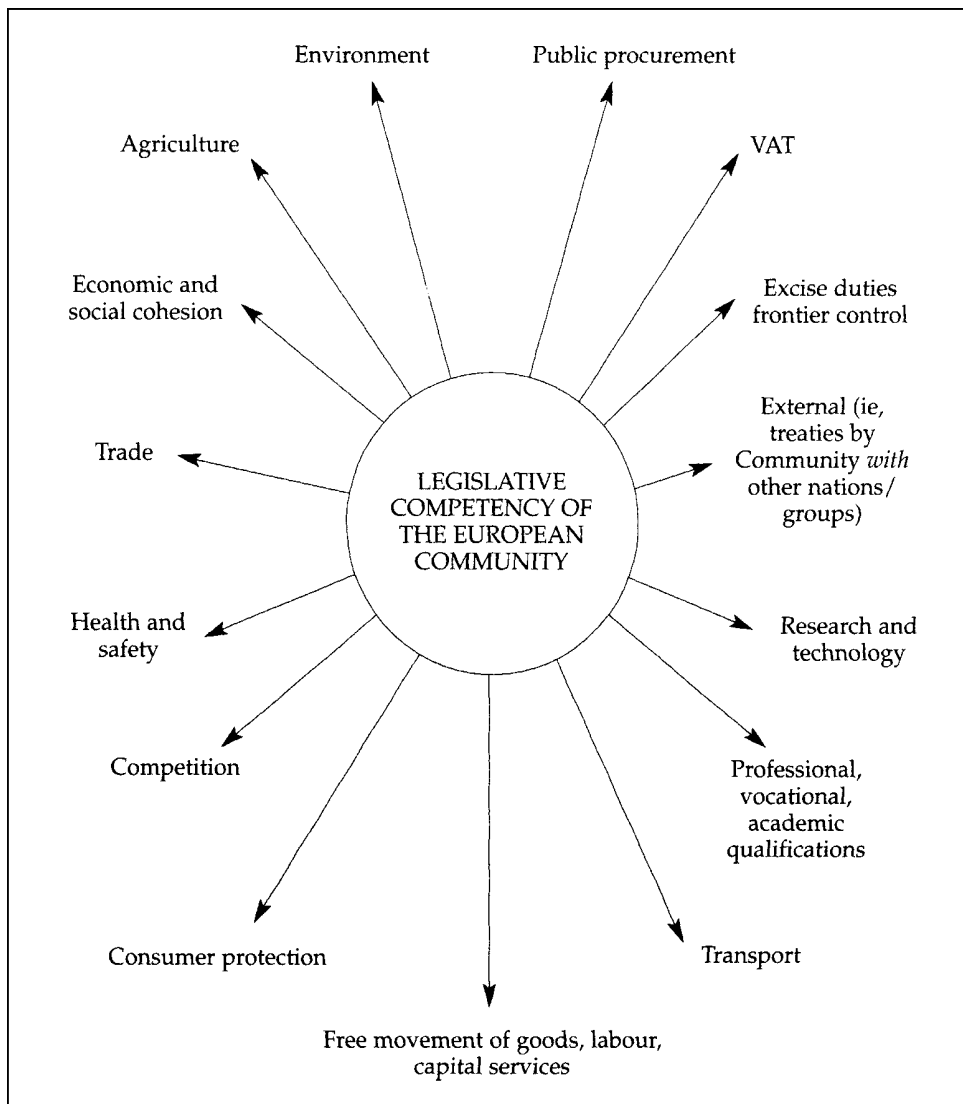 Environment
Public procurement
Agriculture
VAT
Economic and
social cohesion
Excise duties
frontier control
Trade
External (ie,
treaties by
Community with
other nations/
groups)
LEGISLATIVE
COMPETENCY OF
THE EUROPEAN
COMMUNITY
Health and
safety
Research and
technology
Competition
Professional,
vocational,
academic
qualifications
Consumer protection
Transport
Free movement of goods, labour,
capital services